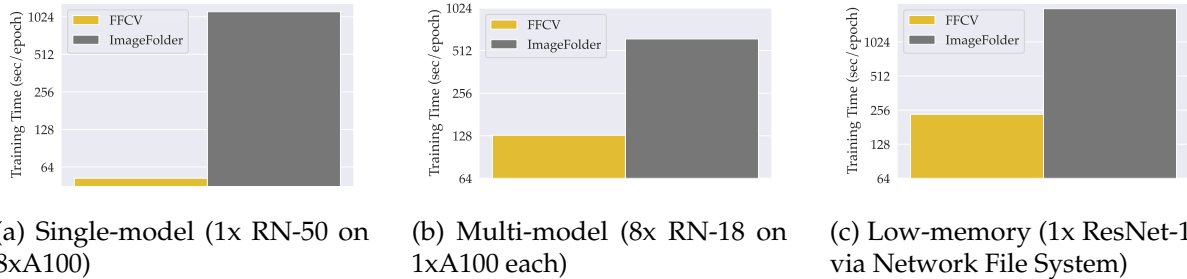 Training Time (sec/epoch)
1024
512
256
128
64
FFCV
ImageFolder
Training Time (sec/epoch)
1024
512
256
128
64
FFCV
ImageFolder
Training Time (sec/epoch)
1024
512
256
128
64
FFCV
ImageFolder
(a) Single-model (1x RN-50 on
8xA100)
(b) Multi-model (8x RN-18 on
1xA100 each)
(c) Low-memory (1x ResNet-1
via Network File System)